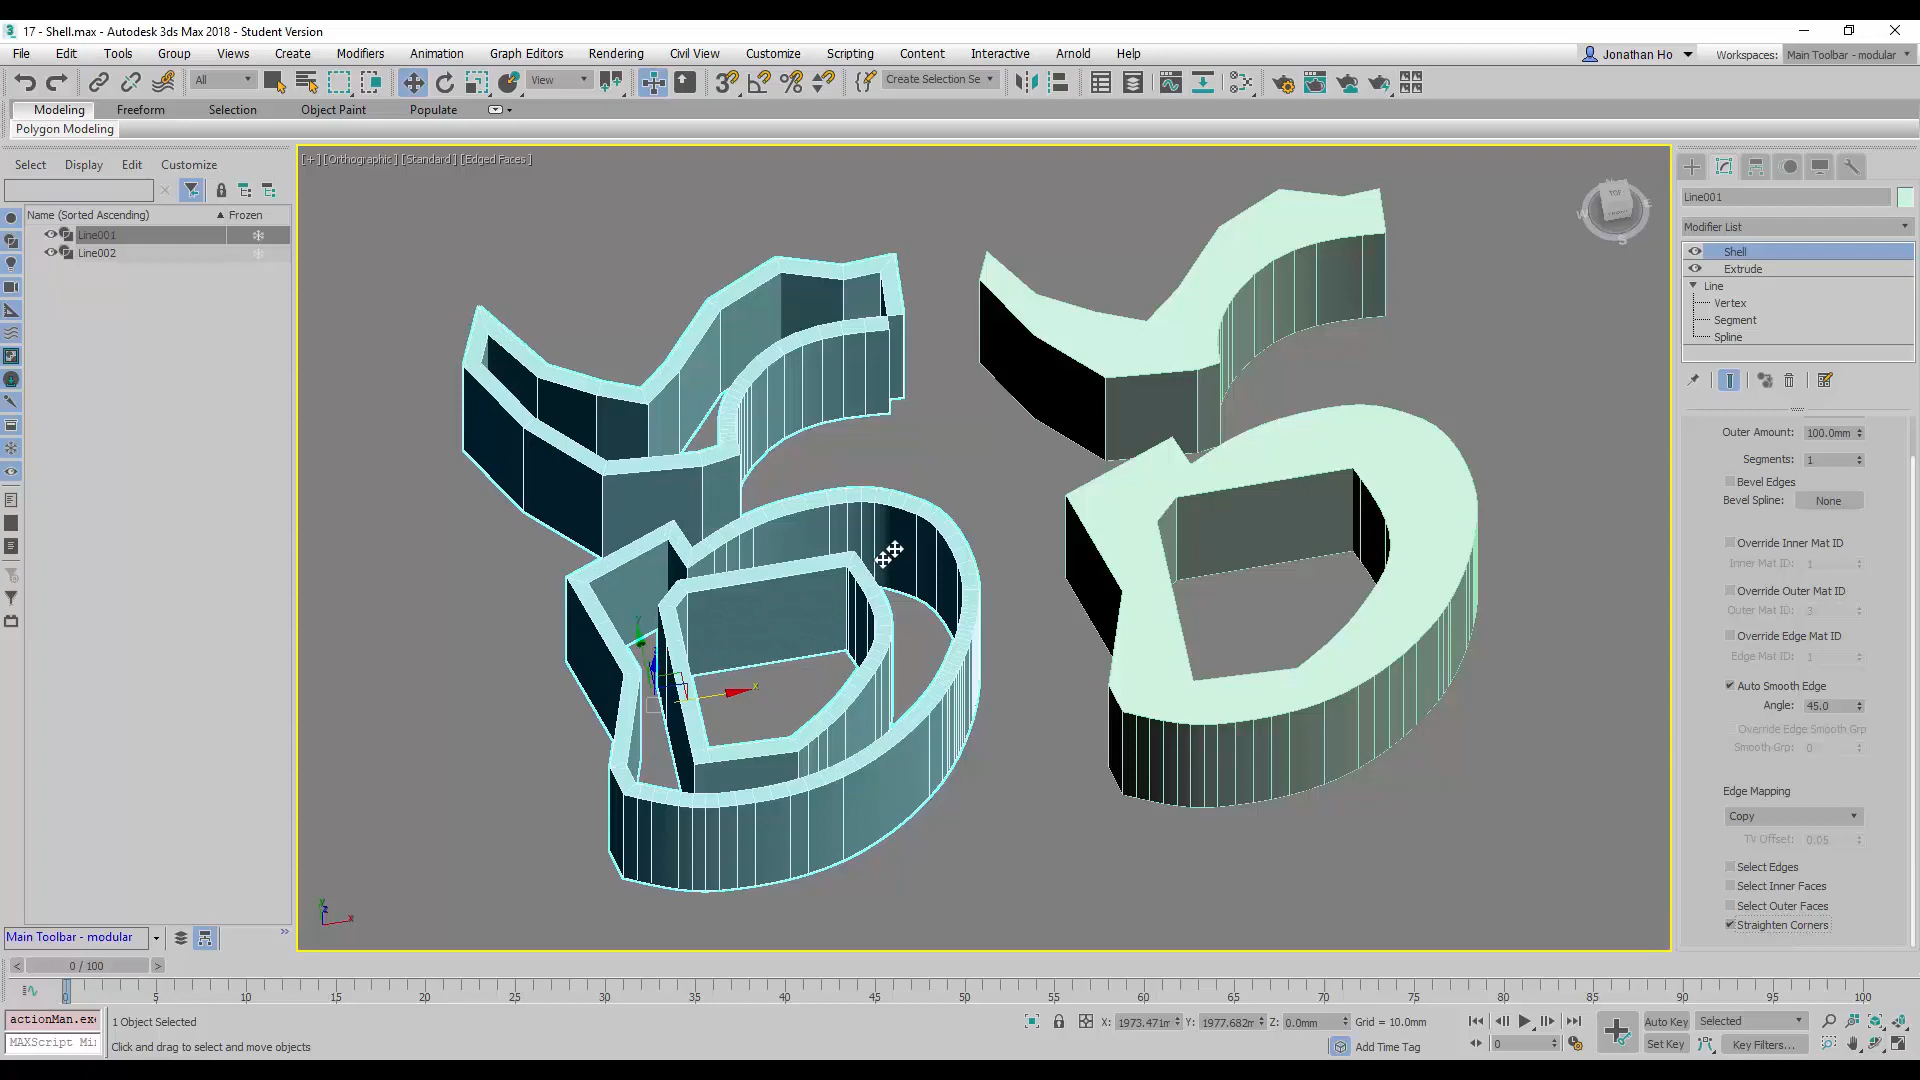 17 - Shell.max - Autodesk 3ds Max 2018 - Student Version
File Edit Tools Group Views Create Modifiers Animation Graph Editors Rendering Civil View Customize Scripting Content Interactive Arnold Help Jonathan Ho Workspaces: Main Toolbar - modular
All View Create Selection Se
Modeling Freeform Selection Object Paint Populate
Polygon Modeling
Select Display Edit Customize
[+] [Orthographic] [Standard] [Edged Faces]
Name (Sorted Ascending) Frozen
Line001
Line002
TOP
W
E
S
Line001
Modifier List
Shell
Extrude
Line
Vertex
Segment
Spline
Outer Amount: 100.0mm
Segments: 1
Bevel Edges
Bevel Spline: None
Override Inner Mat ID
Inner Mat ID: 1
Override Outer Mat ID
Outer Mat ID: 3
Override Edge Mat ID
Edge Mat ID: 1
Auto Smooth Edge
Angle: 45.0
Override Edge Smooth Grp
Smooth Grp: 0
Edge Mapping
Copy
TV Offset: 0.05
Select Edges
Select Inner Faces
Select Outer Faces
Straighten Corners
y
x
y
z
x
Main Toolbar - modular
0 / 100
0 5 10 15 20 25 30 35 40 45 50 55 60 65 70 75 80 85 90 95 100
actionMan.exe
1 Object Selected
X: 1973.471m Y: 1977.682m Z: 0.0mm Grid = 10.0mm
Auto Key Selected
MAXScript Mi
Click and drag to select and move objects
Add Time Tag
0
Set Key Key Filters...